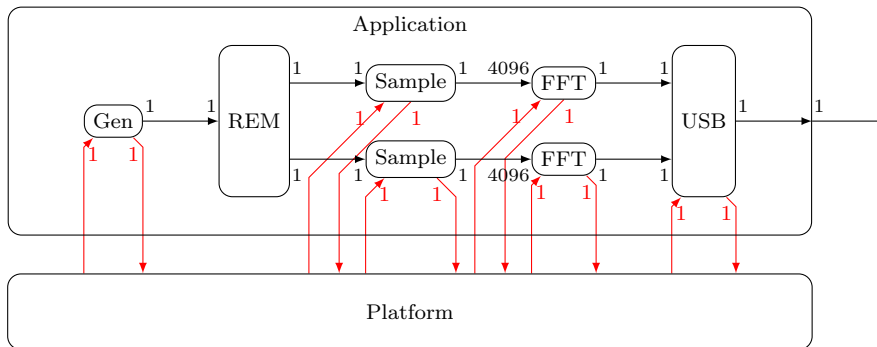 Application
1 1 4096 1 1
Sample FFT
1 1 1 1 1 1 1 1
Gen REM USB
Sample FFT
1 1 1 4096 1 1
1 1 1 1 1 1 1 1
Platform